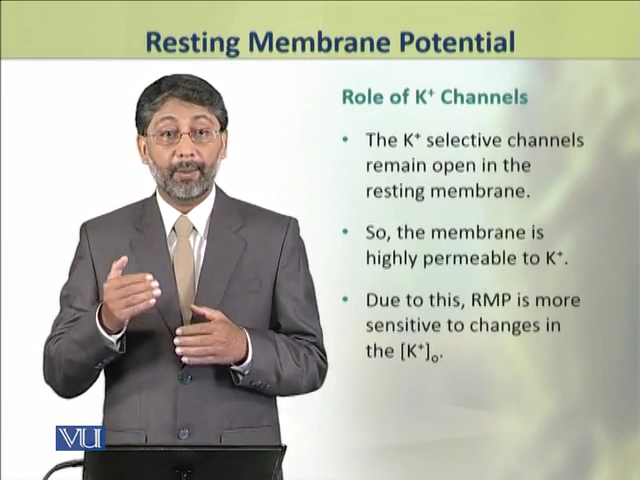 Resting Membrane Potential
Role of K⁺ Channels
• The K⁺ selective channels
remain open in the
resting membrane.
• So, the membrane is
highly permeable to K⁺.
• Due to this, RMP is more
sensitive to changes in
the [K⁺]ₒ.
VU